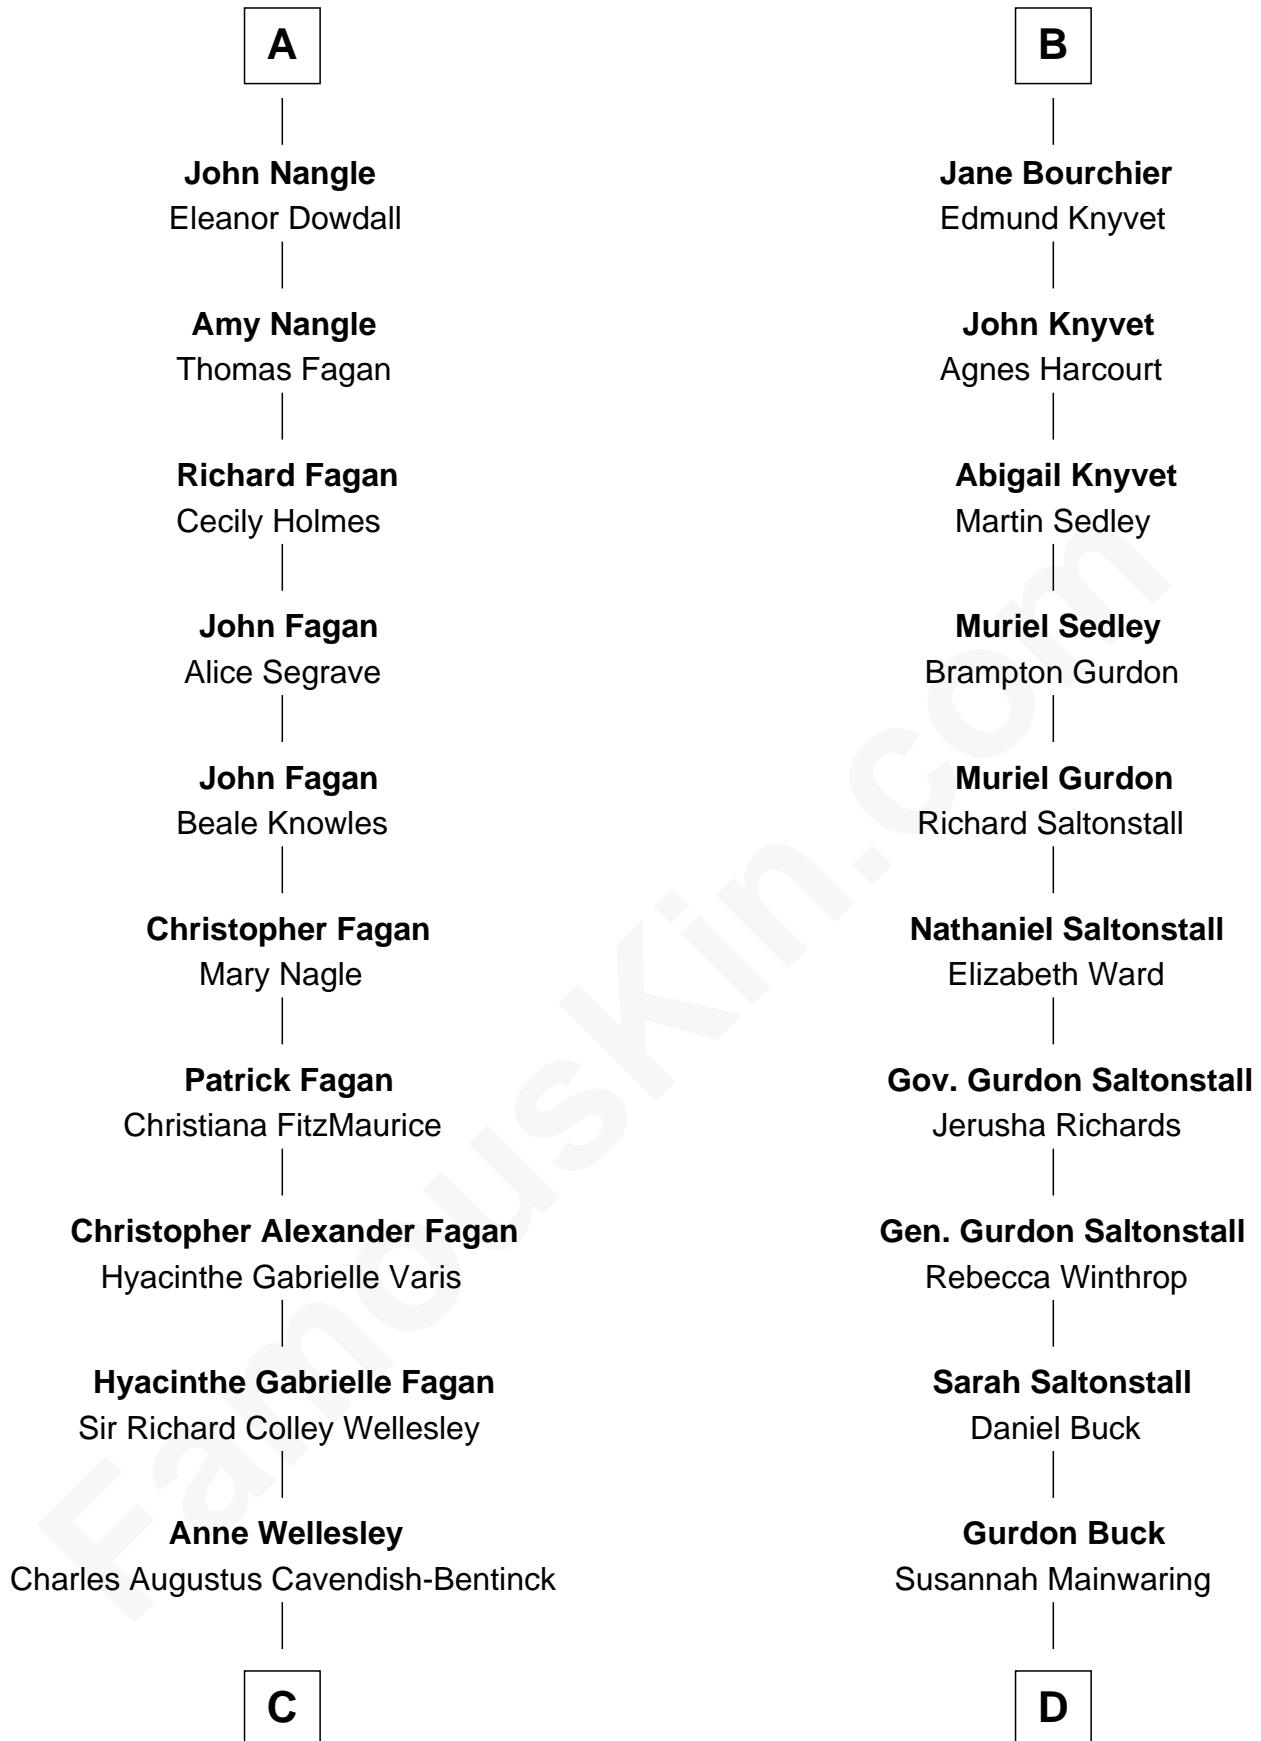 A
John Nangle
Eleanor Dowdall
Amy Nangle
Thomas Fagan
Richard Fagan
Cecily Holmes
John Fagan
Alice Segrave
John Fagan
Beale Knowles
Christopher Fagan
Mary Nagle
Patrick Fagan
Christiana FitzMaurice
Christopher Alexander Fagan
Hyacinthe Gabrielle Varis
Hyacinthe Gabrielle Fagan
Sir Richard Colley Wellesley
Anne Wellesley
Charles Augustus Cavendish-Bentinck
C
B
Jane Bourchier
Edmund Knyvet
John Knyvet
Agnes Harcourt
Abigail Knyvet
Martin Sedley
Muriel Sedley
Brampton Gurdon
Muriel Gurdon
Richard Saltonstall
Nathaniel Saltonstall
Elizabeth Ward
Gov. Gurdon Saltonstall
Jerusha Richards
Gen. Gurdon Saltonstall
Rebecca Winthrop
Sarah Saltonstall
Daniel Buck
Gurdon Buck
Susannah Mainwaring
D
FamousKin.com